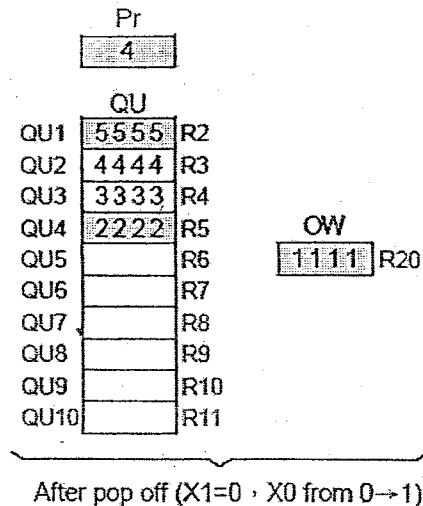 Pr
4
QU
QU1 5555 R2
QU2 4444 R3
QU3 3333 R4
QU4 2222 R5
OW
QU5 R6
1111 R20
QU6 R7
QU7 R8
QU8 R9
QU9 R10
QU10 R11
After pop off (X1=0，X0 from 0→1)